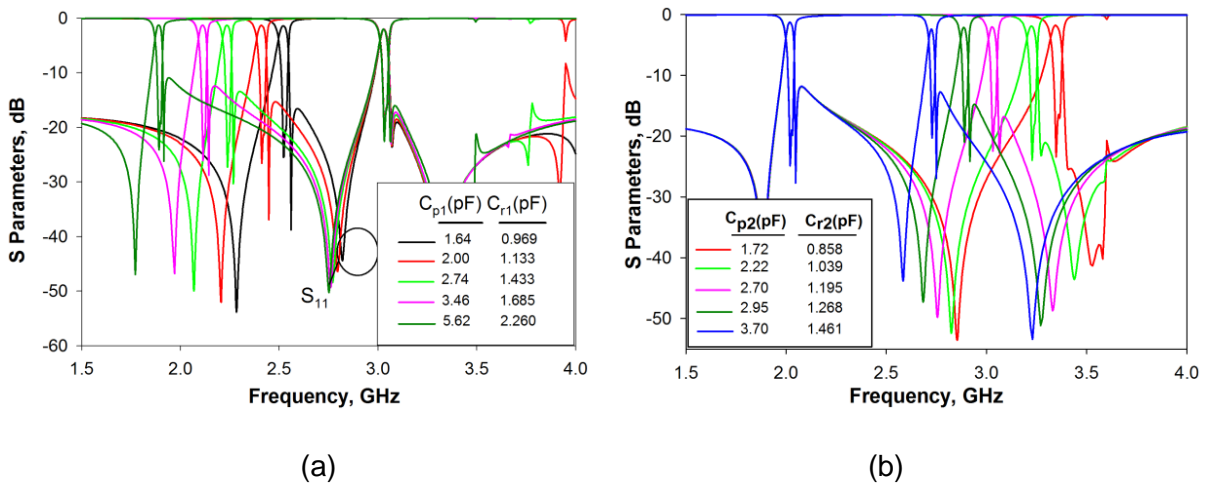 S Parameters, dB
0
-10
-20
-30
-40
-50
-60
1.5 2.0 2.5 3.0 3.5 4.0
Frequency, GHz
S11
Cp1(pF) Cr1(pF)
1.64 0.969
2.00 1.133
2.74 1.433
3.46 1.685
5.62 2.260
(a)
S Parameters, dB
0
-10
-20
-30
-40
-50
1.5 2.0 2.5 3.0 3.5 4.0
Frequency, GHz
Cp2(pF) Cr2(pF)
1.72 0.858
2.22 1.039
2.70 1.195
2.95 1.268
3.70 1.461
(b)